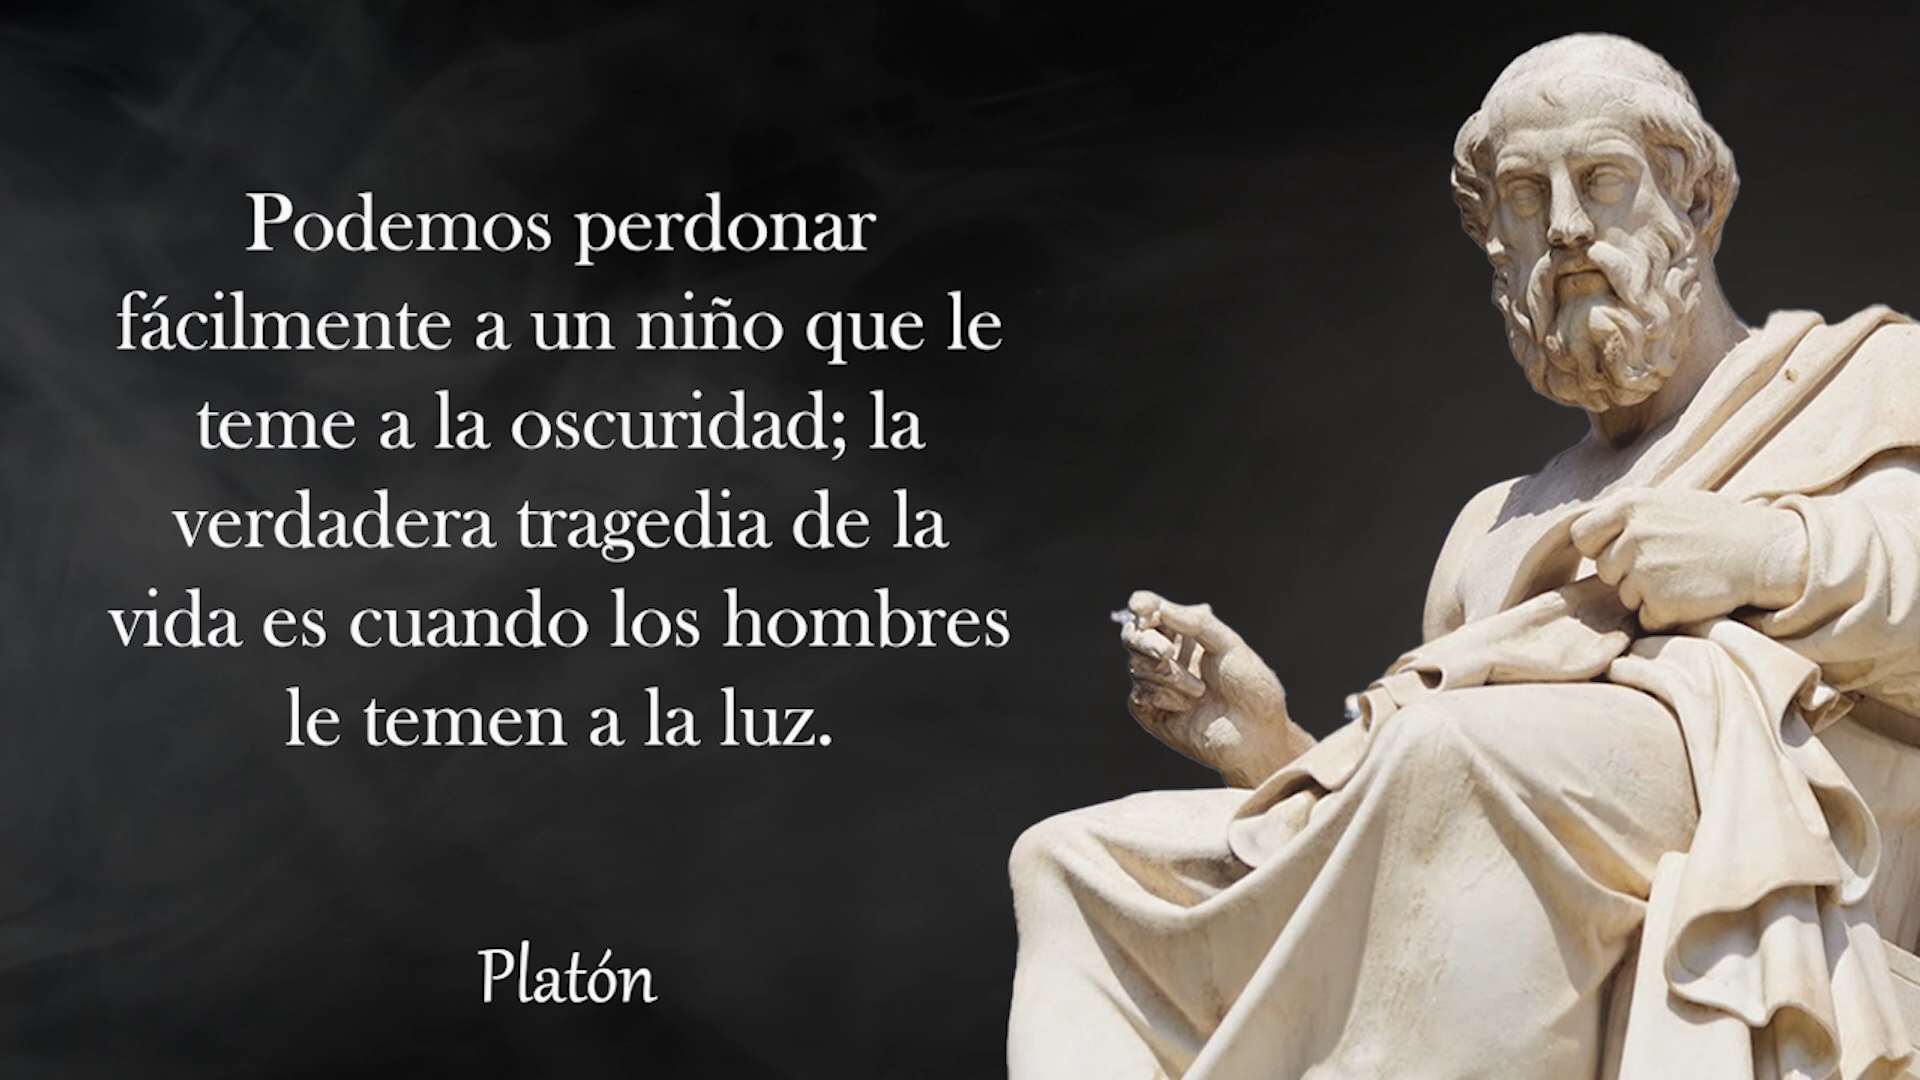 Podemos perdonar
fácilmente a un niño que le
teme a la oscuridad; la
verdadera tragedia de la
vida es cuando los hombres
le temen a la luz.
Platón